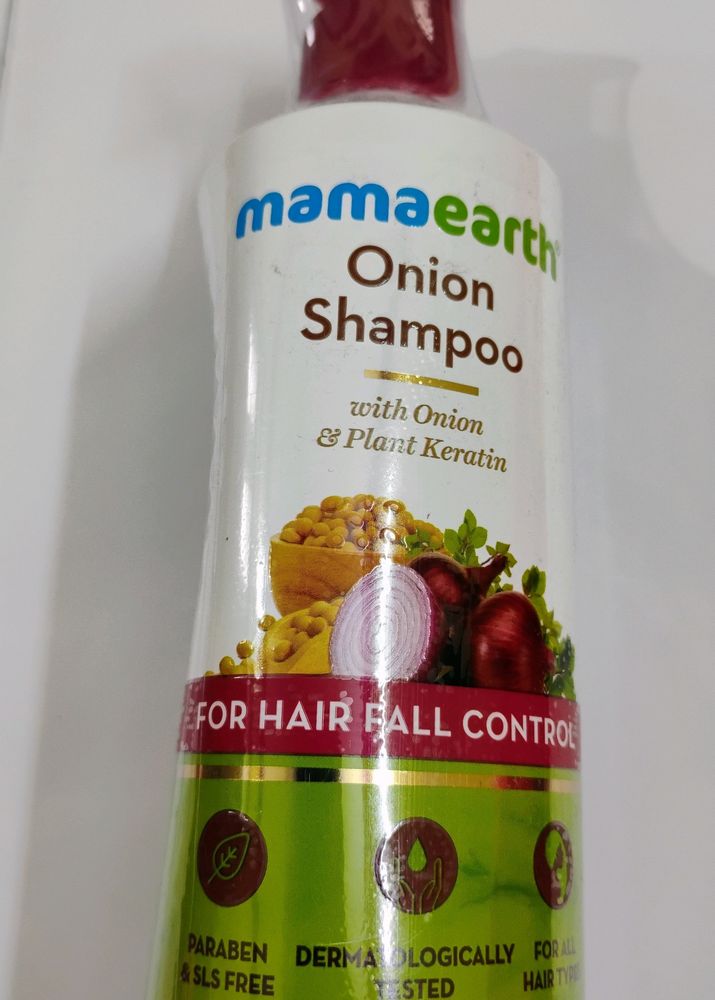 mamaearth®
Onion
Shampoo
with Onion
& Plant Keratin
FOR HAIR FALL CONTROL
PARABEN
& SLS FREE
DERMATOLOGICALLY
TESTED
FOR ALL
HAIR TYPES